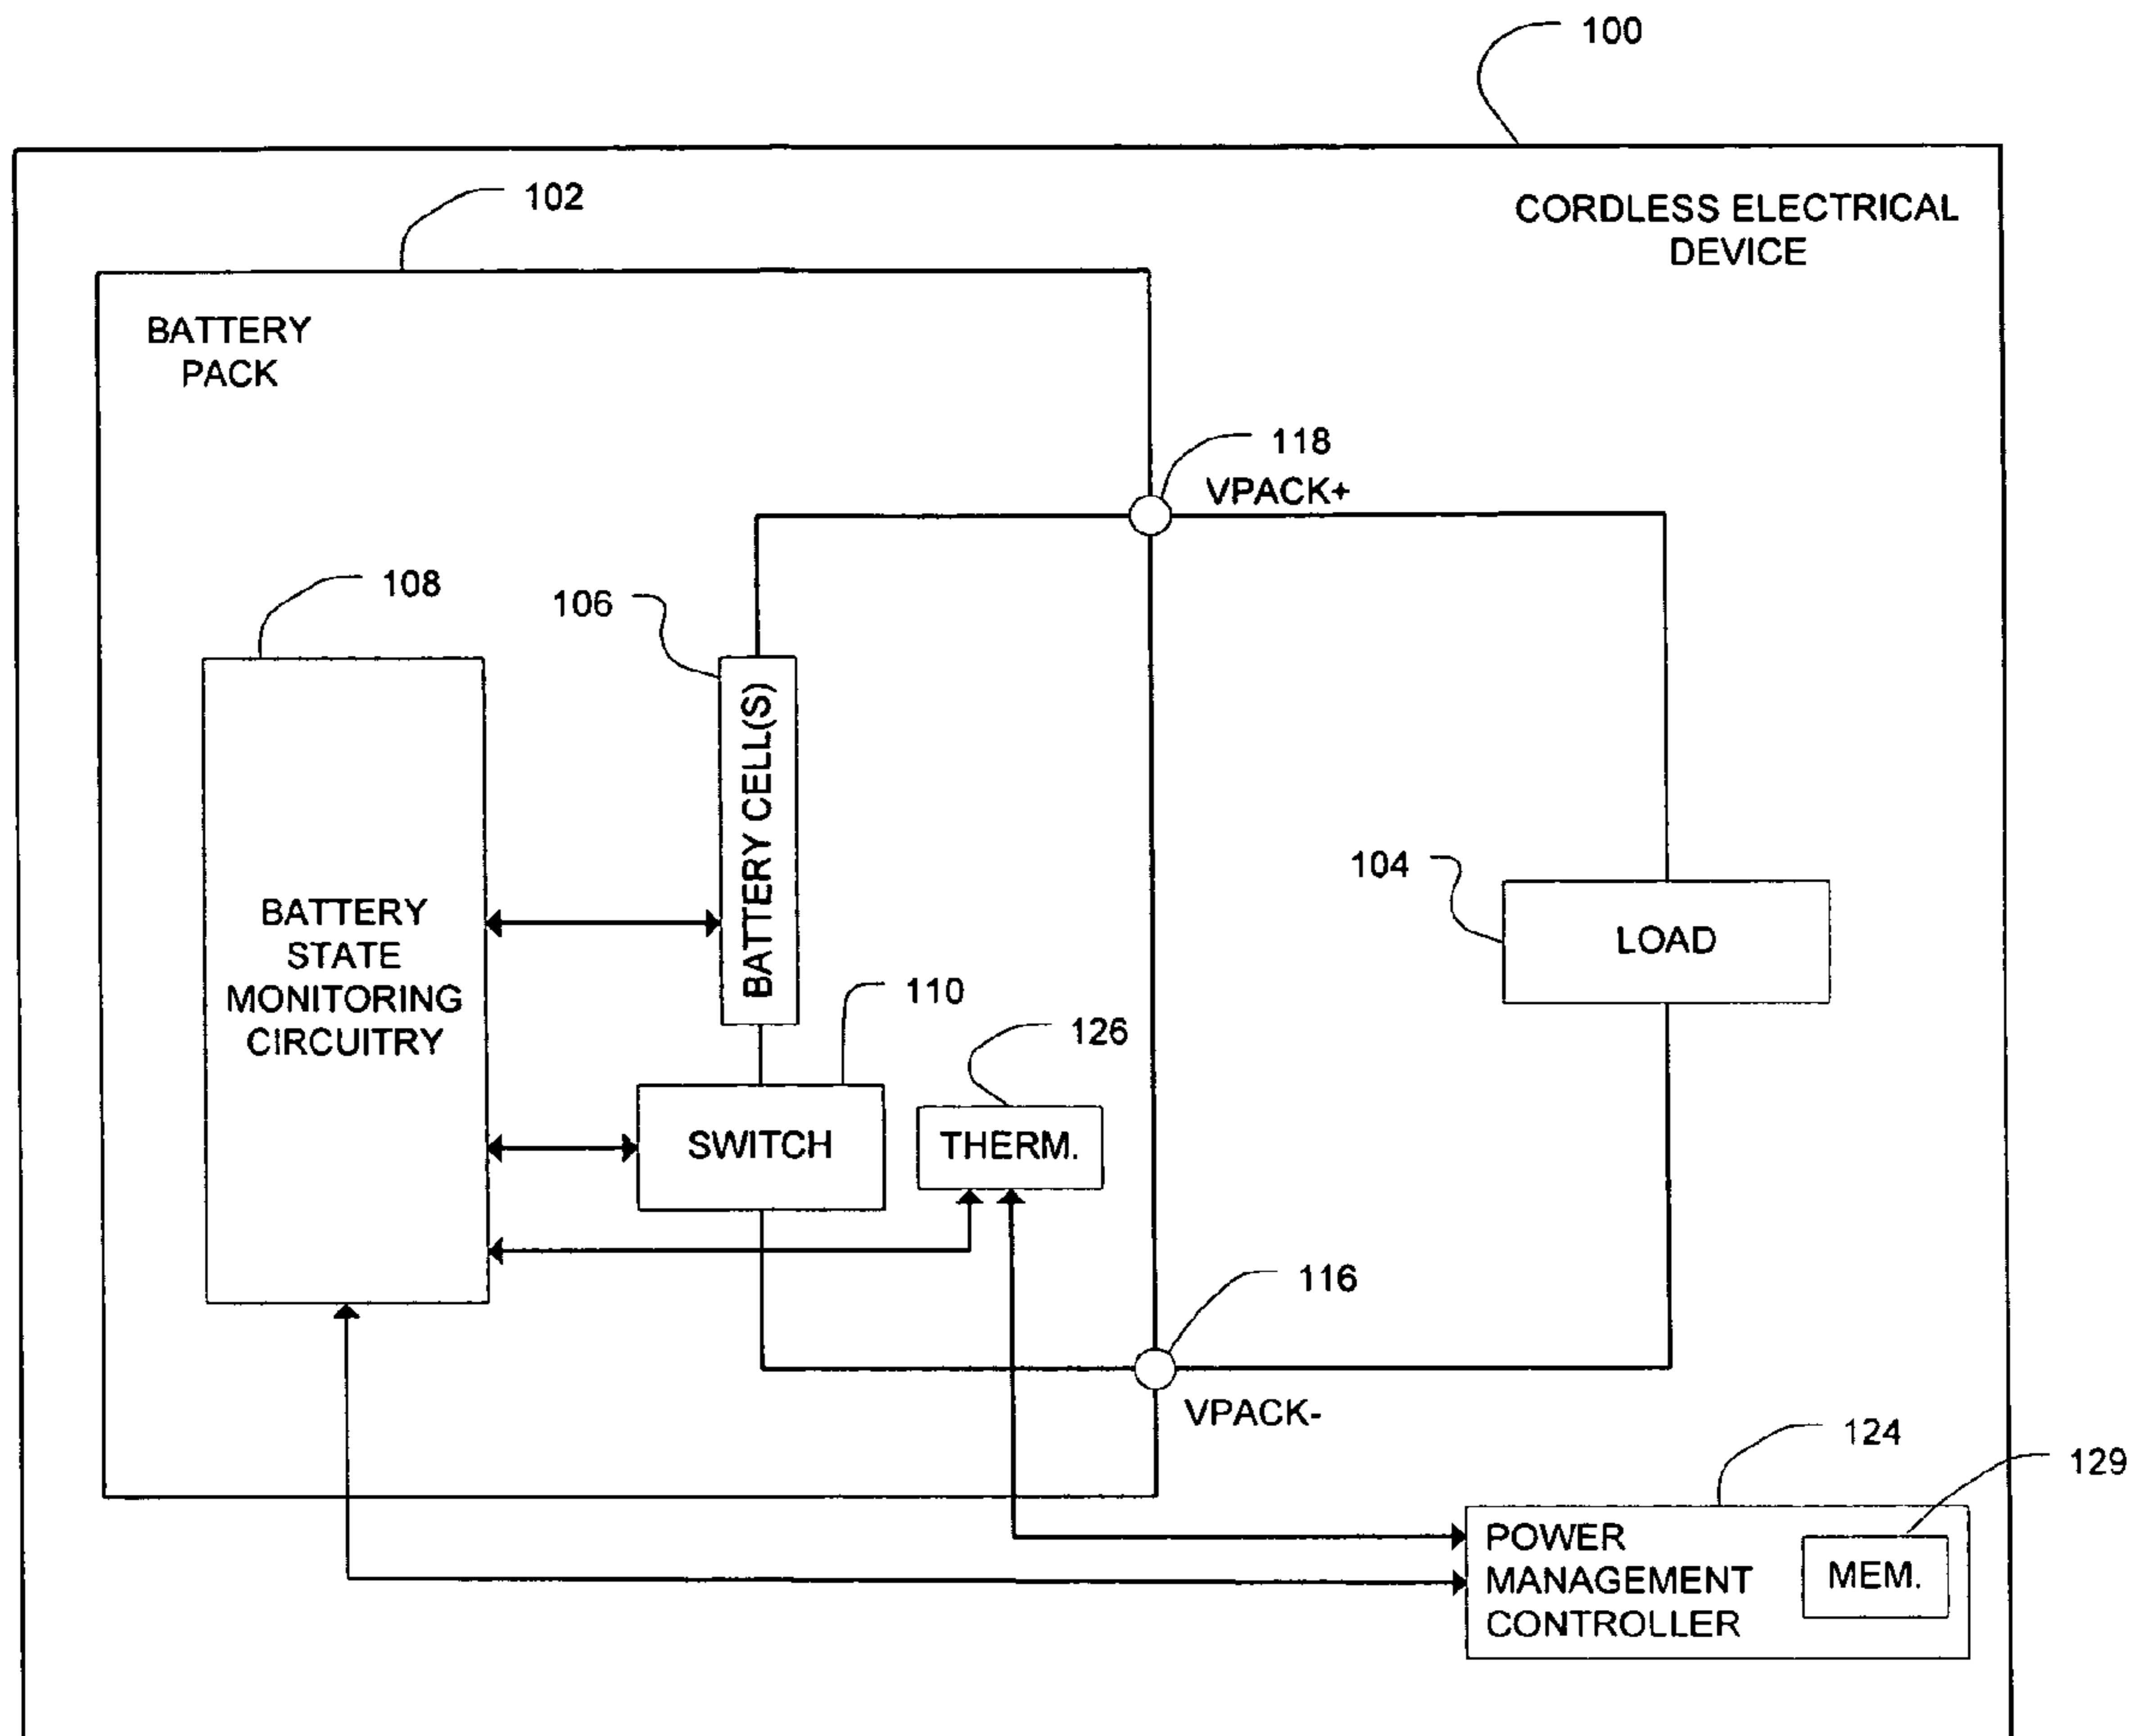 100
CORDLESS ELECTRICAL
DEVICE
102
BATTERY
PACK
118
VPACK+
108
106
BATTERY CELL(S)
104
LOAD
BATTERY
STATE
MONITORING
CIRCUITRY
110
126
SWITCH
THERM.
116
VPACK-
124
129
POWER
MANAGEMENT
CONTROLLER
MEM.